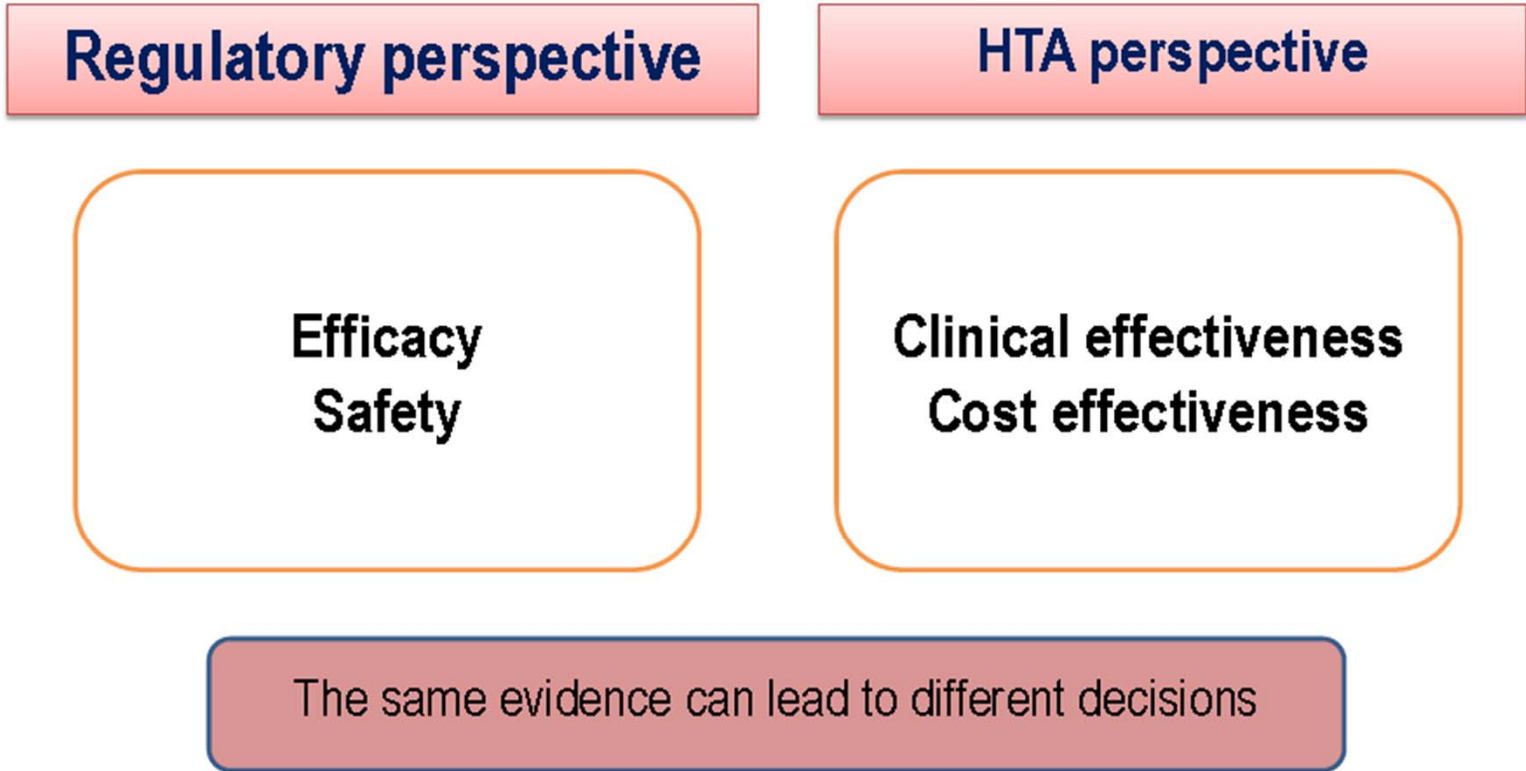 Regulatory perspective
HTA perspective
Efficacy
Safety
Clinical effectiveness
Cost effectiveness
The same evidence can lead to different decisions